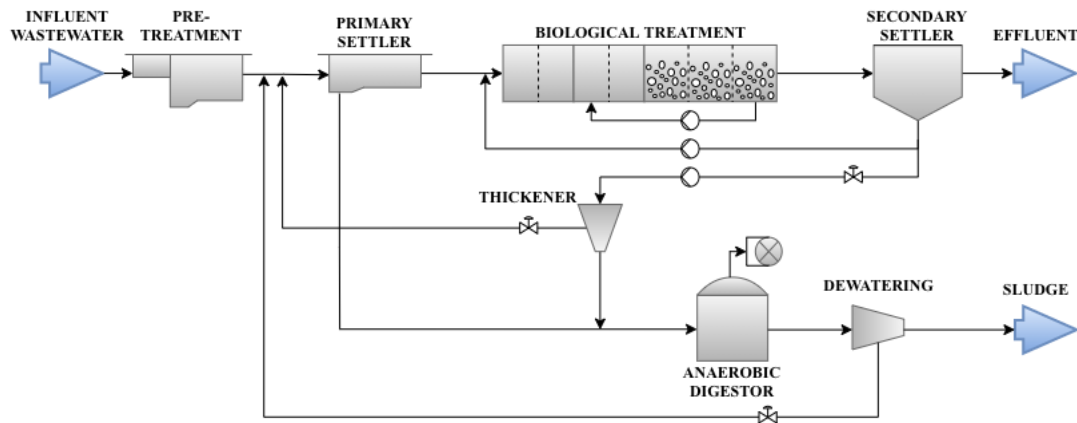 INFLUENT
WASTEWATER
PRE-
TREATMENT
PRIMARY
SETTLER
BIOLOGICAL TREATMENT
SECONDARY
SETTLER
EFFLUENT
THICKENER
DEWATERING
SLUDGE
ANAEROBIC
DIGESTOR